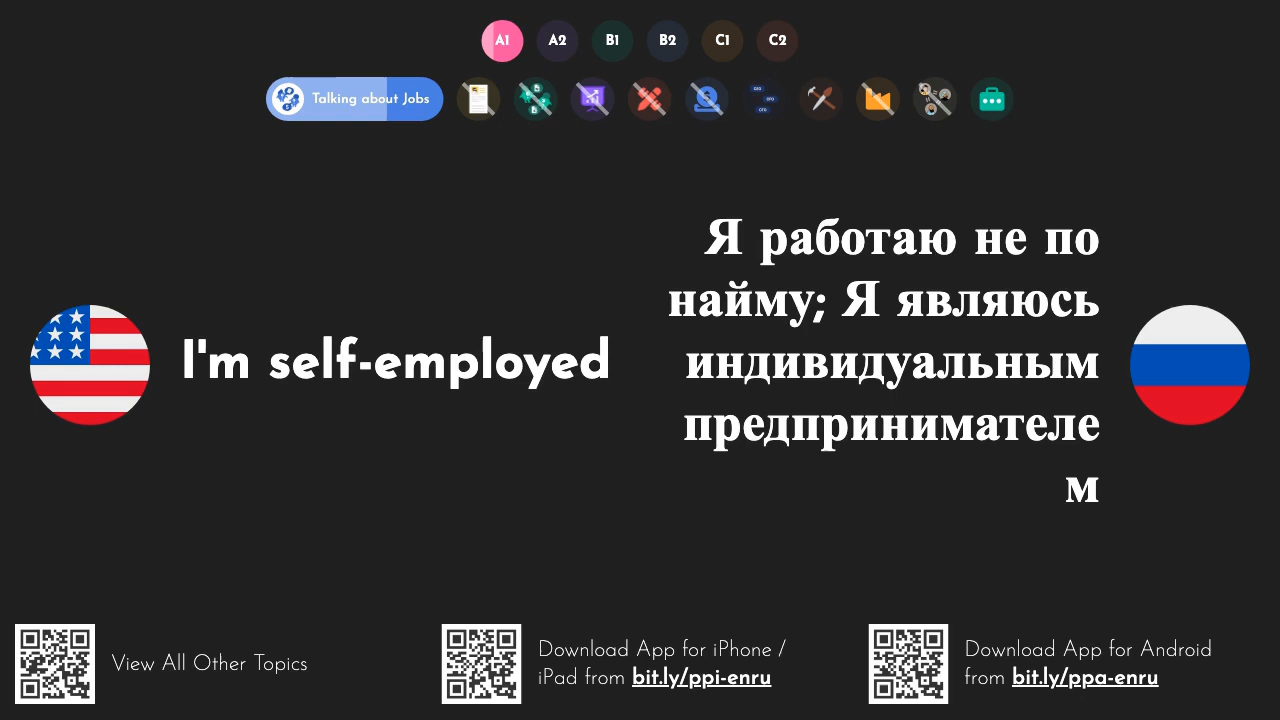 A1 A2 B1 B2 C1 C2
Talking about Jobs
I'm self-employed
Я работаю не по
найму; Я являюсь
индивидуальным
предпринимателе
м
View All Other Topics
Download App for iPhone /
iPad from bit.ly/ppi-enru
Download App for Android
from bit.ly/ppa-enru